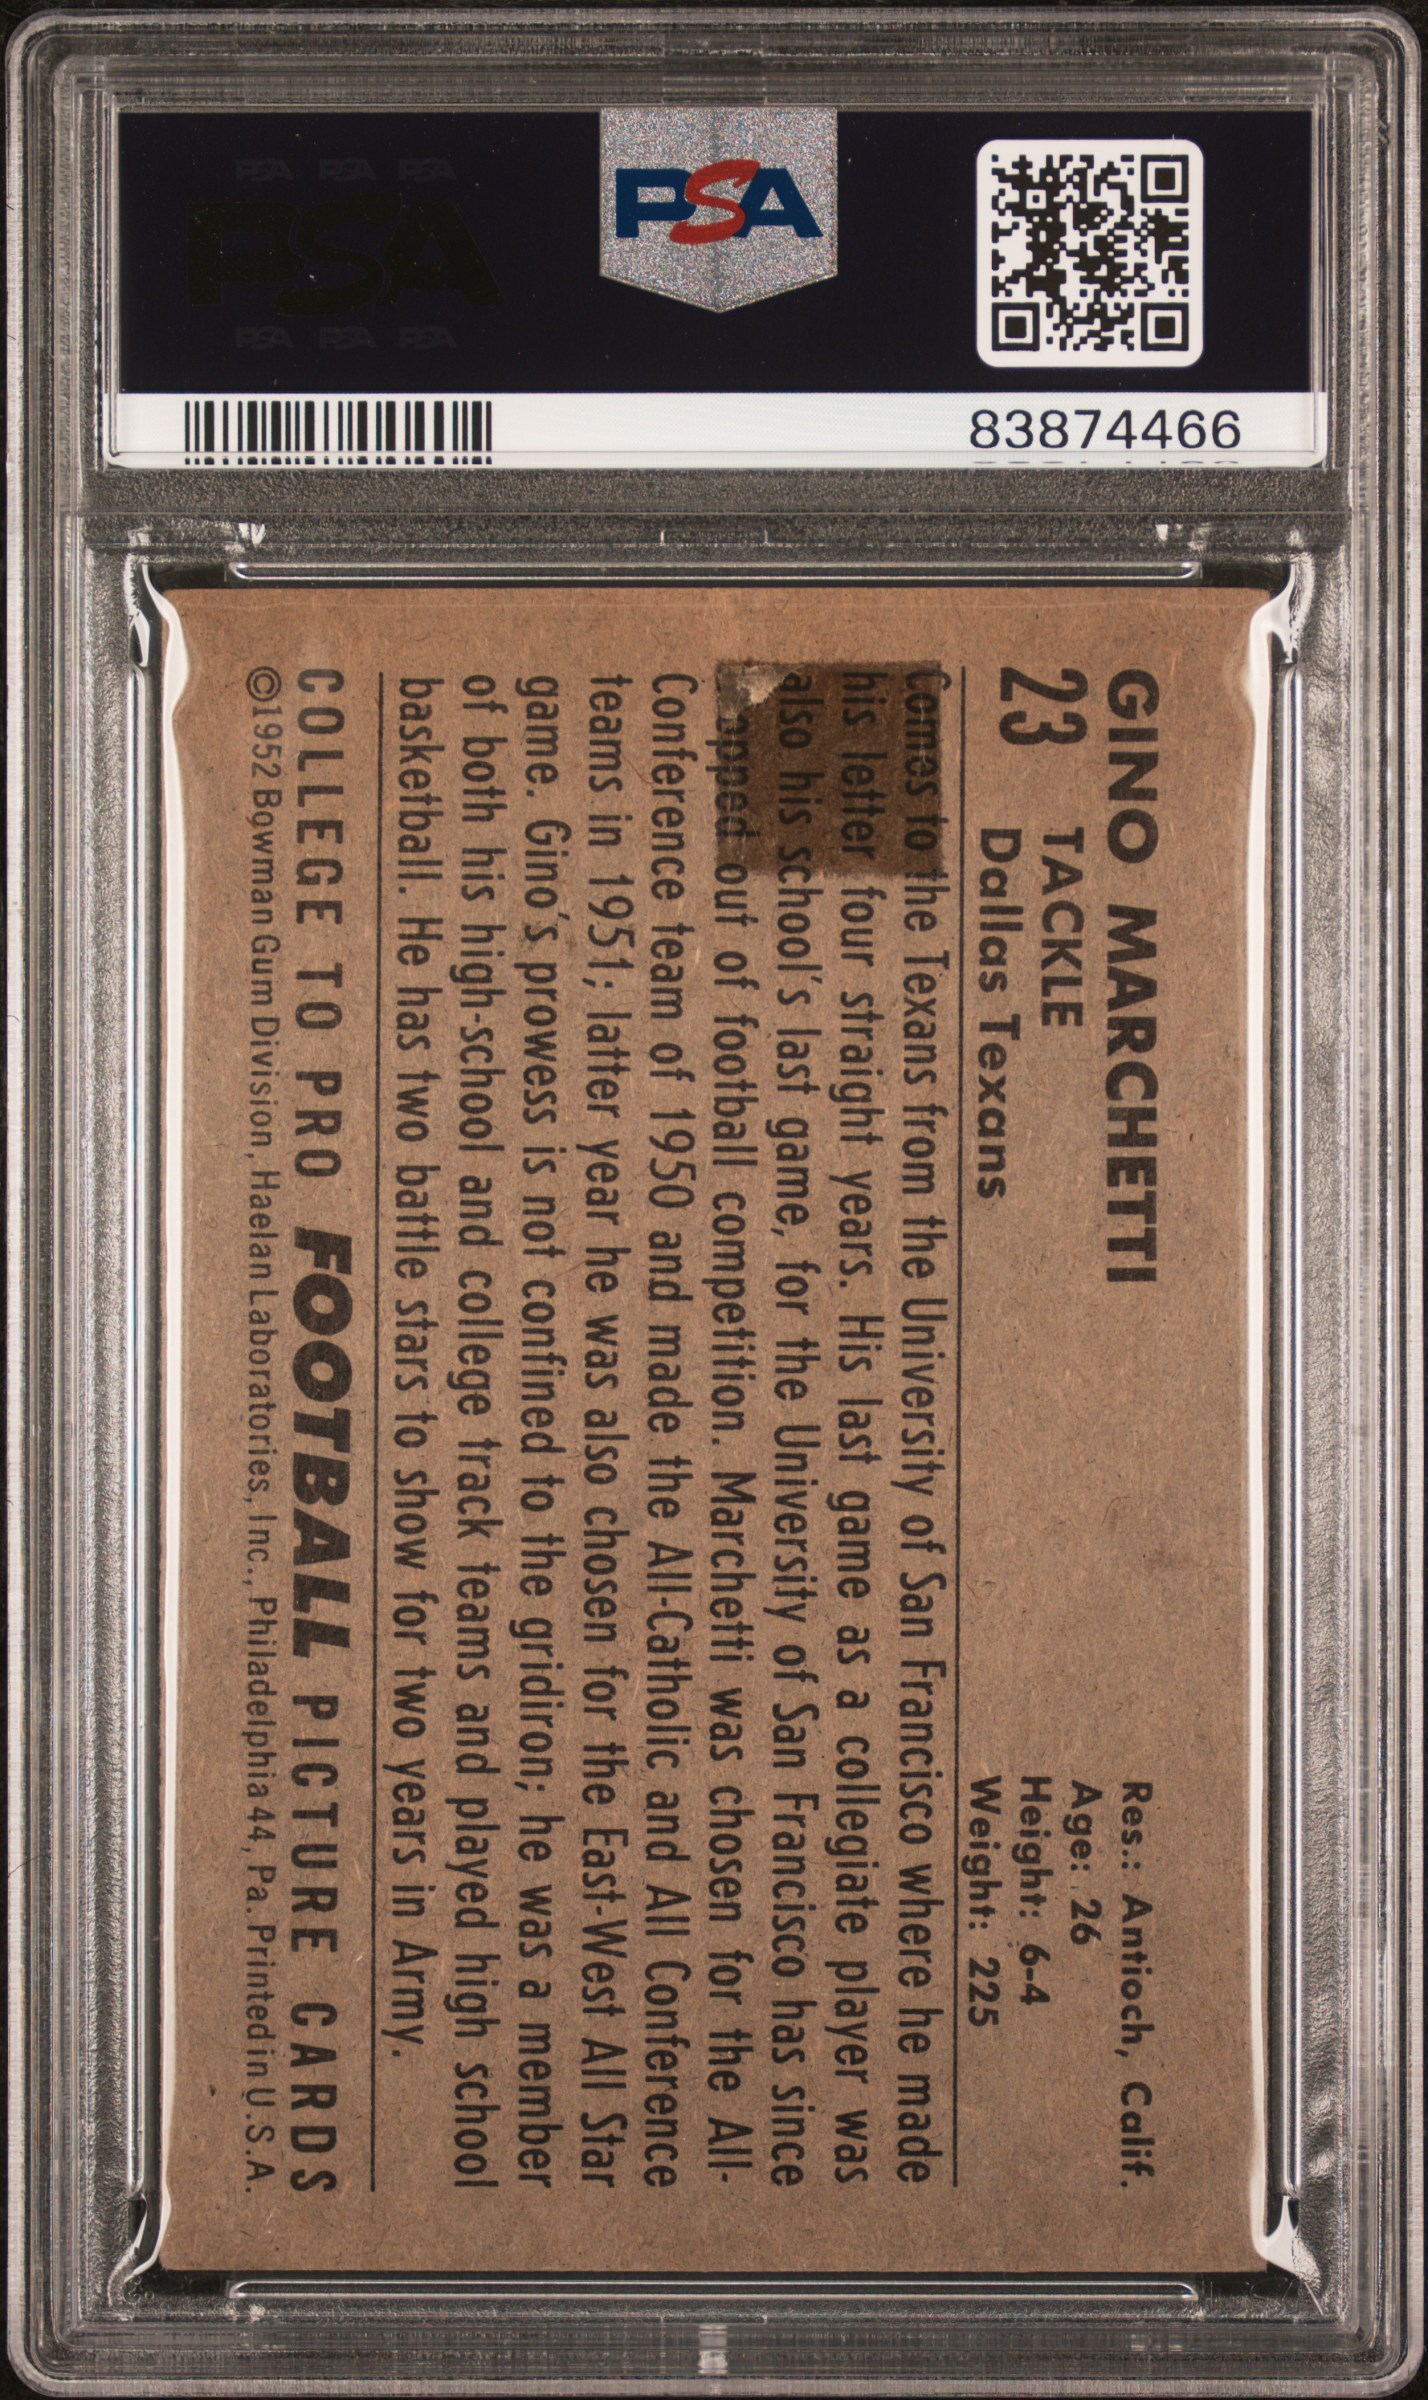 PSA PSA PSA
PSA
PSA PSA PSA
PSA
83874466
GINO MARCHETTI
23 TACKLE
Dallas Texans
Res.: Antioch, Calif.
Age: 26
Height: 6-4
Weight: 225
Comes to the Texans from the University of San Francisco where he made
his letter four straight years. His last game as a collegiate player was
also his school's last game, for the University of San Francisco has since
out of football competition. Marchetti was chosen for the All-
Conference team of 1950 and made the All-Catholic and All Conference
teams in 1951; latter year he was also chosen for the East-West All Star
game. Gino's prowess is not confined to the gridiron; he was a member
of both his high-school and college track teams and played high school
basketball. He has two battle stars to show for two years in Army.
COLLEGE TO PRO FOOTBALL PICTURE CARDS
©1952 Bowman Gum Division, Haelan Laboratories, Inc., Philadelphia 44, Pa. Printed in U.S.A.